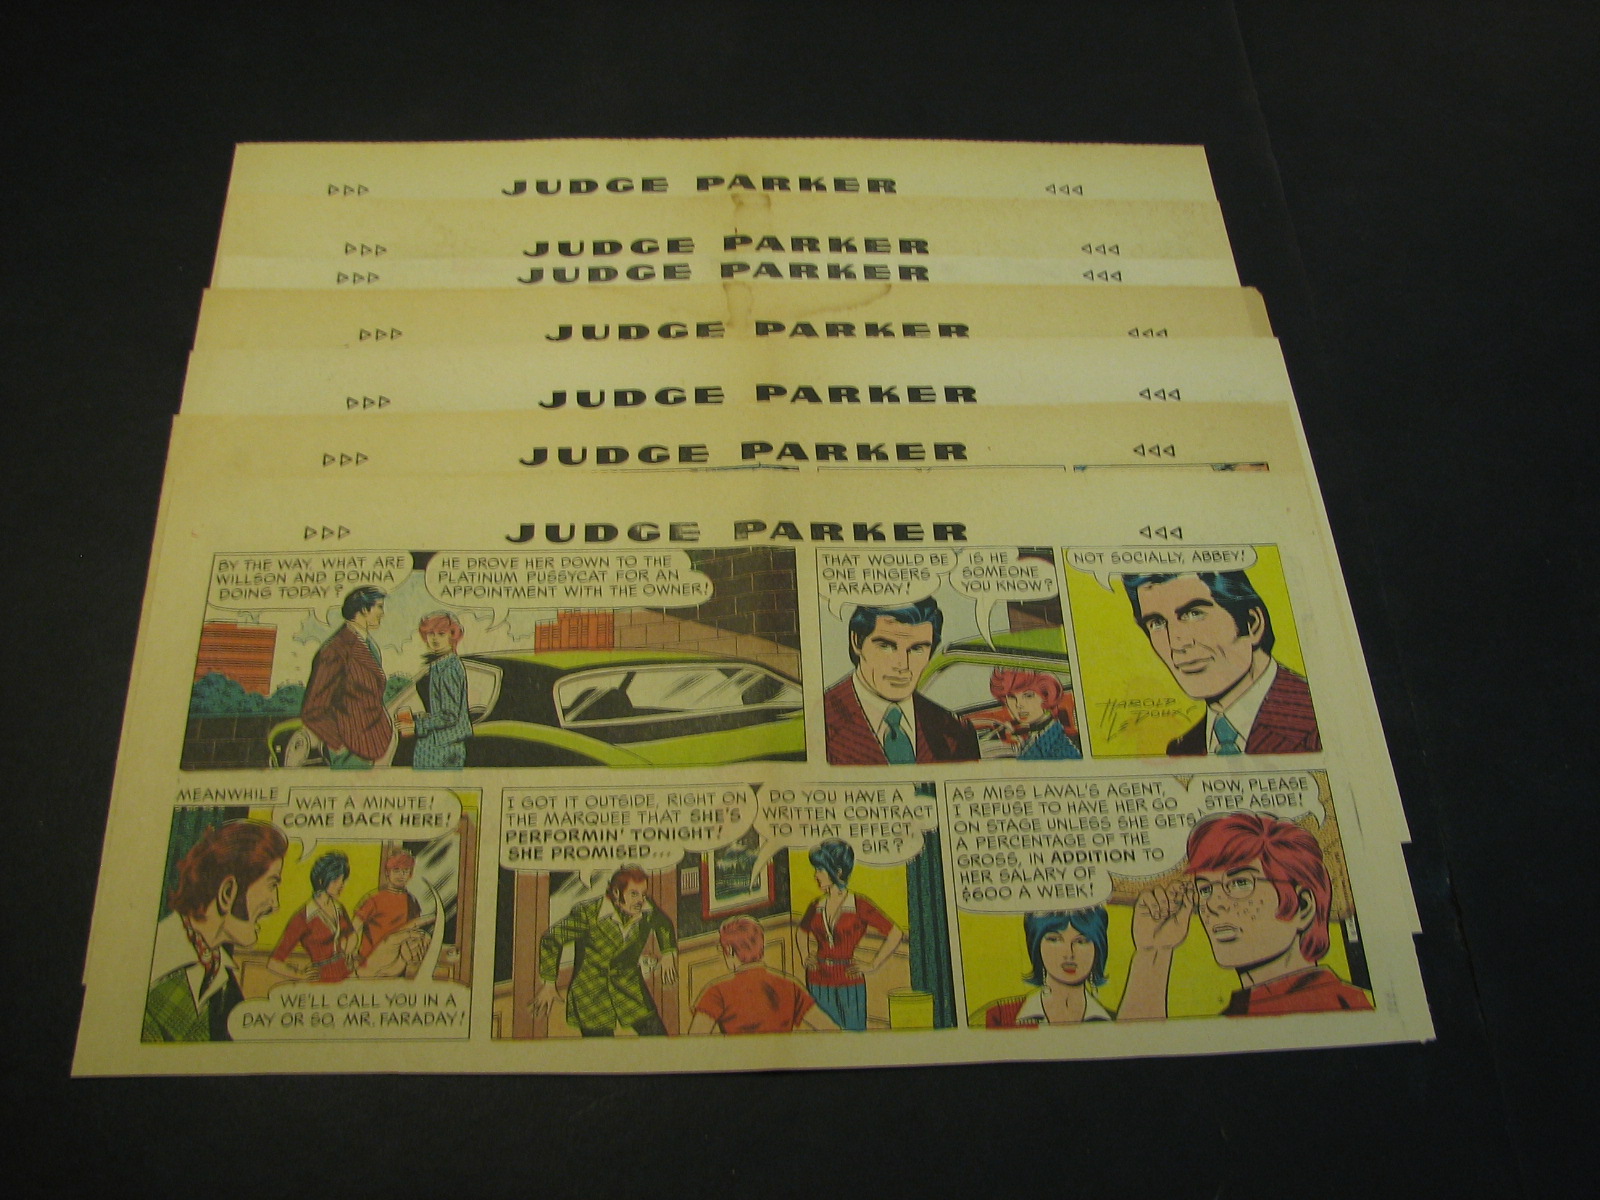 ▷▷▷ JUDGE PARKER ◁◁◁
▷▷▷ JUDGE PARKER ◁◁◁
▷▷▷ JUDGE PARKER ◁◁◁
▷▷▷ JUDGE PARKER ◁◁◁
▷▷▷ JUDGE PARKER ◁◁◁
▷▷▷ JUDGE PARKER ◁◁◁
▷▷▷ JUDGE PARKER ◁◁◁
BY THE WAY, WHAT ARE
WILLSON AND DONNA
DOING TODAY?
HE DROVE HER DOWN TO THE
PLATINUM PUSSYCAT FOR AN
APPOINTMENT WITH THE OWNER!
THAT WOULD BE
ONE FINGERS
FARADAY!
IS HE
SOMEONE
YOU KNOW?
NOT SOCIALLY, ABBEY!
HAROLD
LE DOUX
MEANWHILE
WAIT A MINUTE!
COME BACK HERE!
WE'LL CALL YOU IN A
DAY OR SO, MR. FARADAY!
I GOT IT OUTSIDE, RIGHT ON
THE MARQUEE THAT SHE'S
PERFORMIN' TONIGHT!
SHE PROMISED...
DO YOU HAVE A
WRITTEN CONTRACT
TO THAT EFFECT,
SIR?
AS MISS LAVAL'S AGENT,
I REFUSE TO HAVE HER GO
ON STAGE UNLESS SHE GETS
A PERCENTAGE OF THE
GROSS, IN ADDITION TO
HER SALARY OF
$600 A WEEK!
NOW, PLEASE
STEP ASIDE!